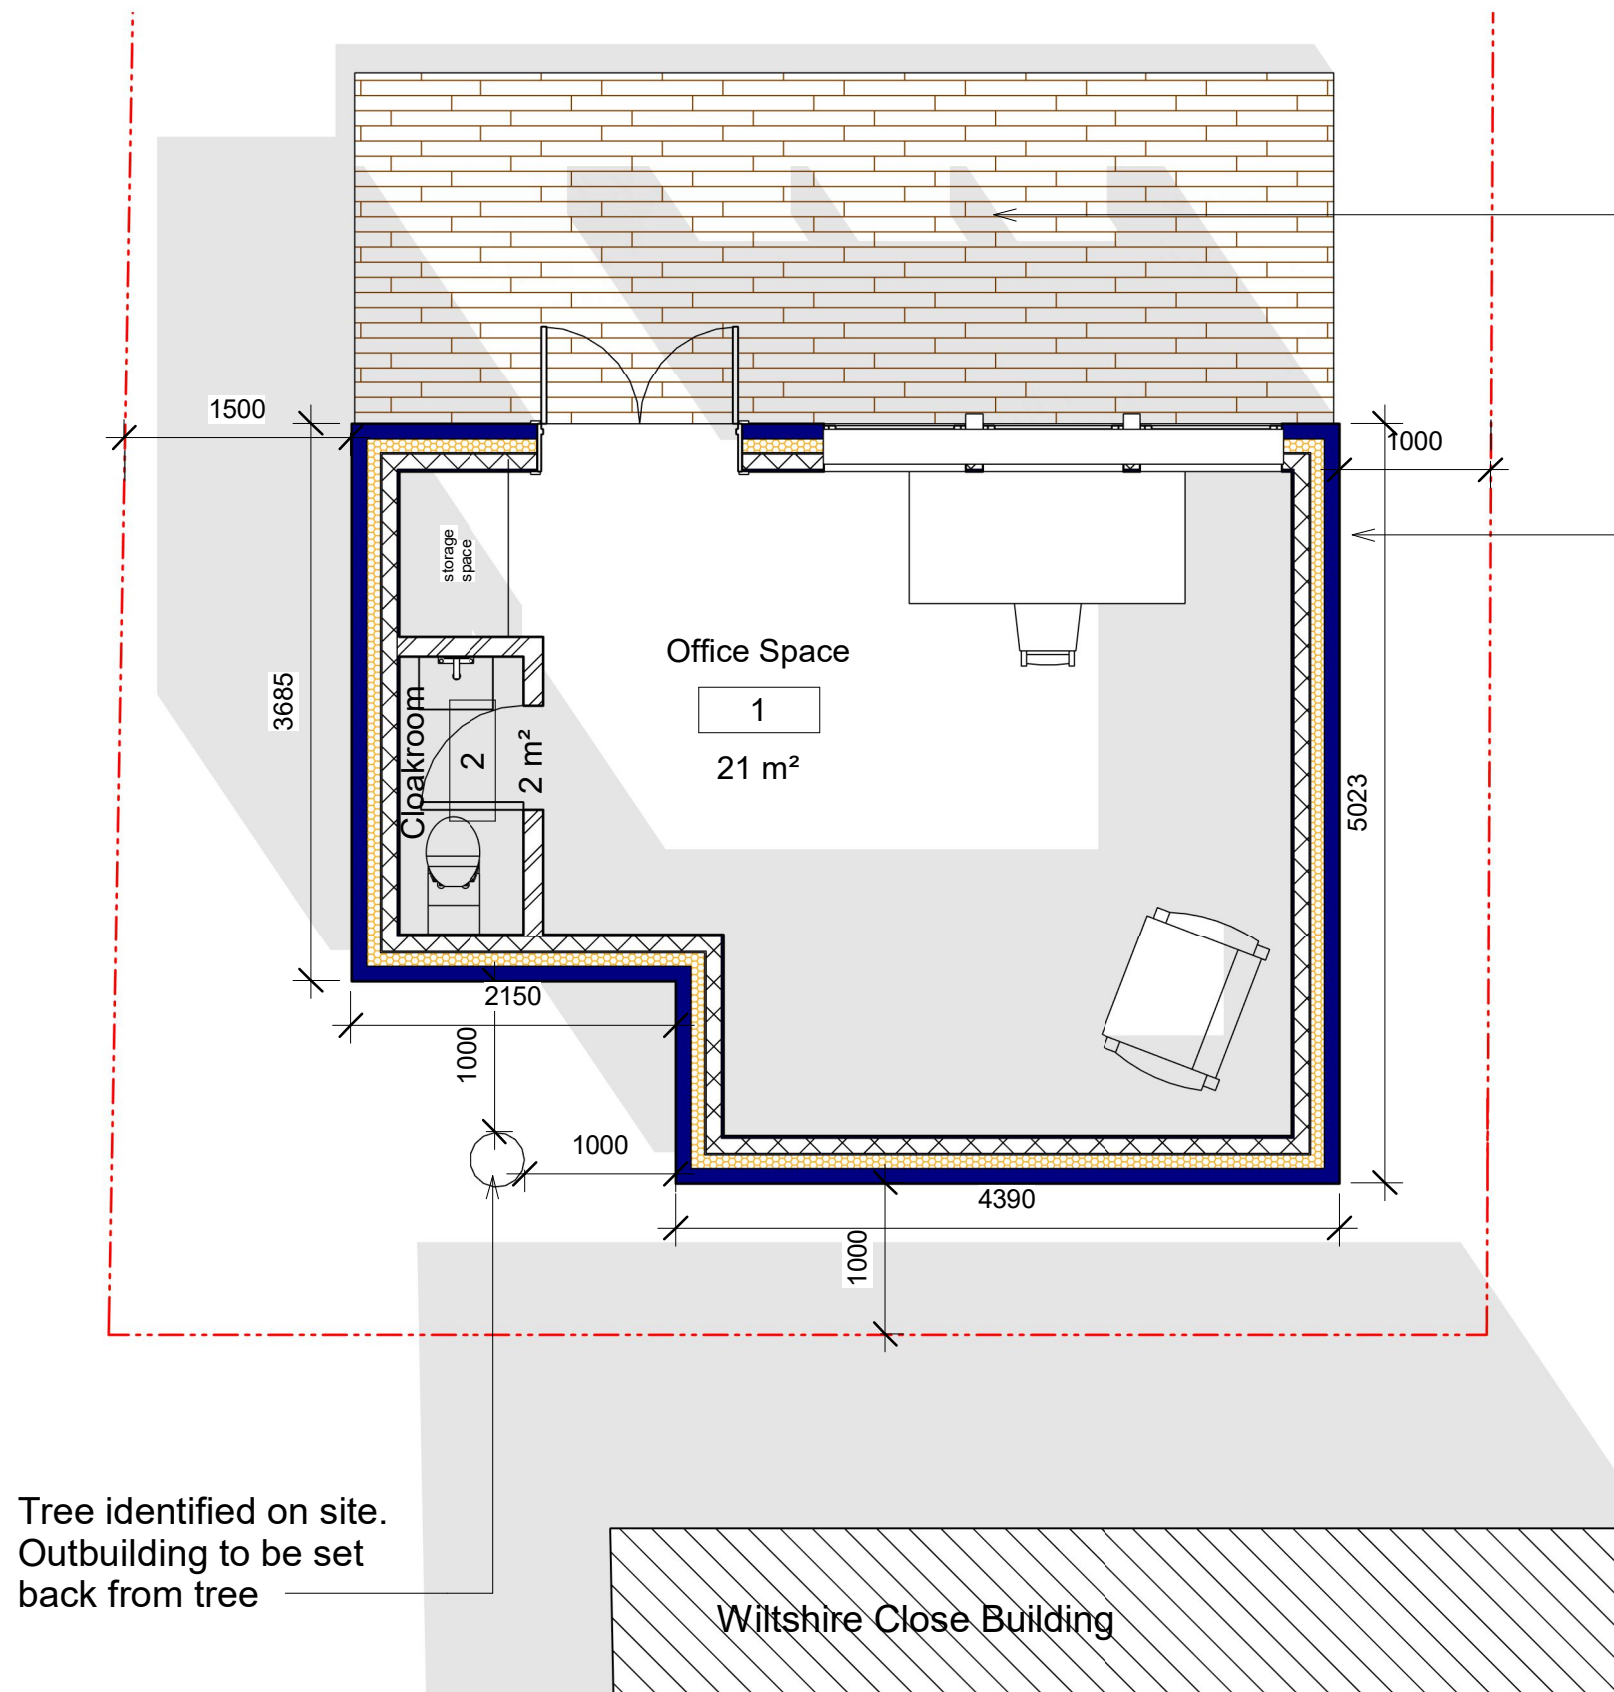 1500
1000
storage
space
Office Space
1
21 m²
3685
Cloakroom
2
2 m²
5023
2150
1000
1000
4390
1000
Tree identified on site.
Outbuilding to be set
back from tree
Wiltshire Close Building